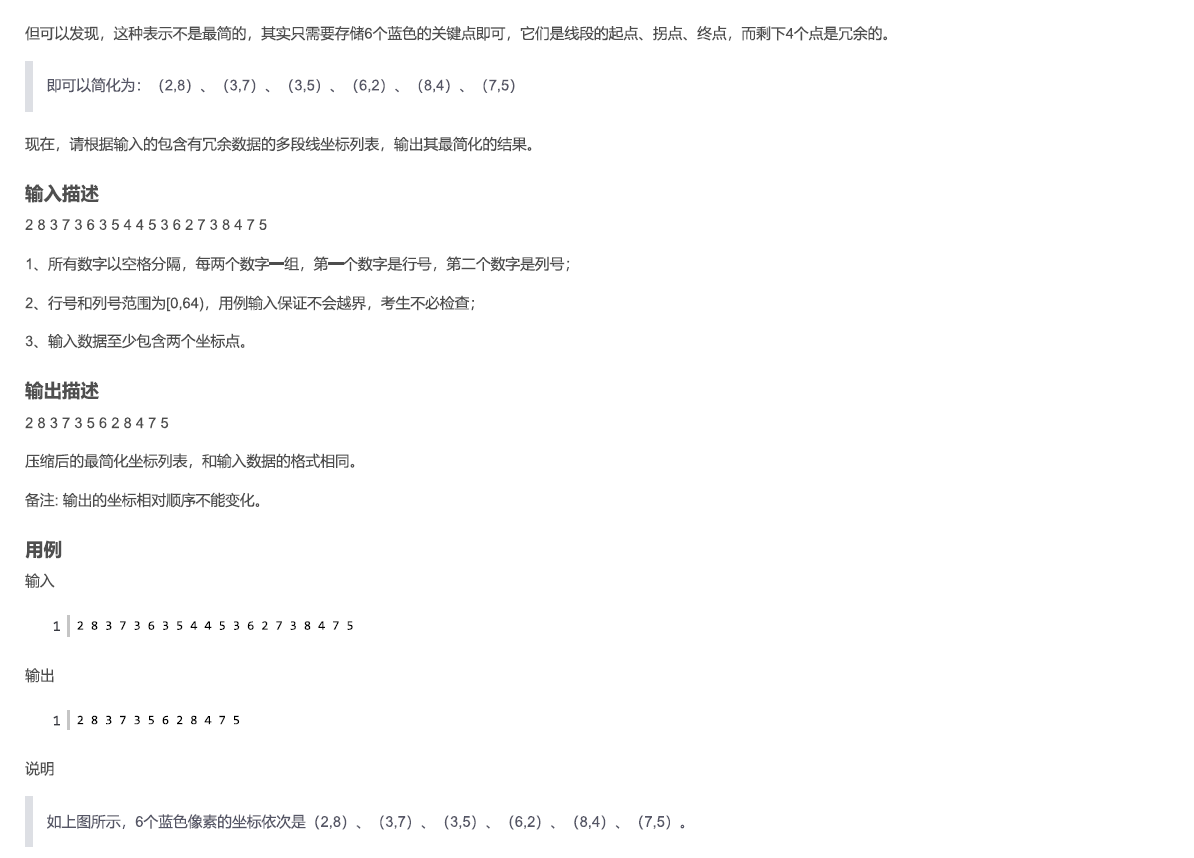 但可以发现，这种表示不是最简的，其实只需要存储6个蓝色的关键点即可，它们是线段的起点、拐点、终点，而剩下4个点是冗余的。
即可以简化为：（2,8）、（3,7）、（3,5）、（6,2）、（8,4）、（7,5）
现在，请根据输入的包含有冗余数据的多段线坐标列表，输出其最简化的结果。
输入描述
2 8 3 7 3 6 3 5 4 4 5 3 6 2 7 3 8 4 7 5
1、所有数字以空格分隔，每两个数字一组，第一个数字是行号，第二个数字是列号；
2、行号和列号范围为[0,64)，用例输入保证不会越界，考生不必检查；
3、输入数据至少包含两个坐标点。
输出描述
2 8 3 7 3 5 6 2 8 4 7 5
压缩后的最简化坐标列表，和输入数据的格式相同。
备注: 输出的坐标相对顺序不能变化。
用例
输入
1 2 8 3 7 3 6 3 5 4 4 5 3 6 2 7 3 8 4 7 5
输出
1 2 8 3 7 3 5 6 2 8 4 7 5
说明
如上图所示，6个蓝色像素的坐标依次是（2,8）、（3,7）、（3,5）、（6,2）、（8,4）、（7,5）。